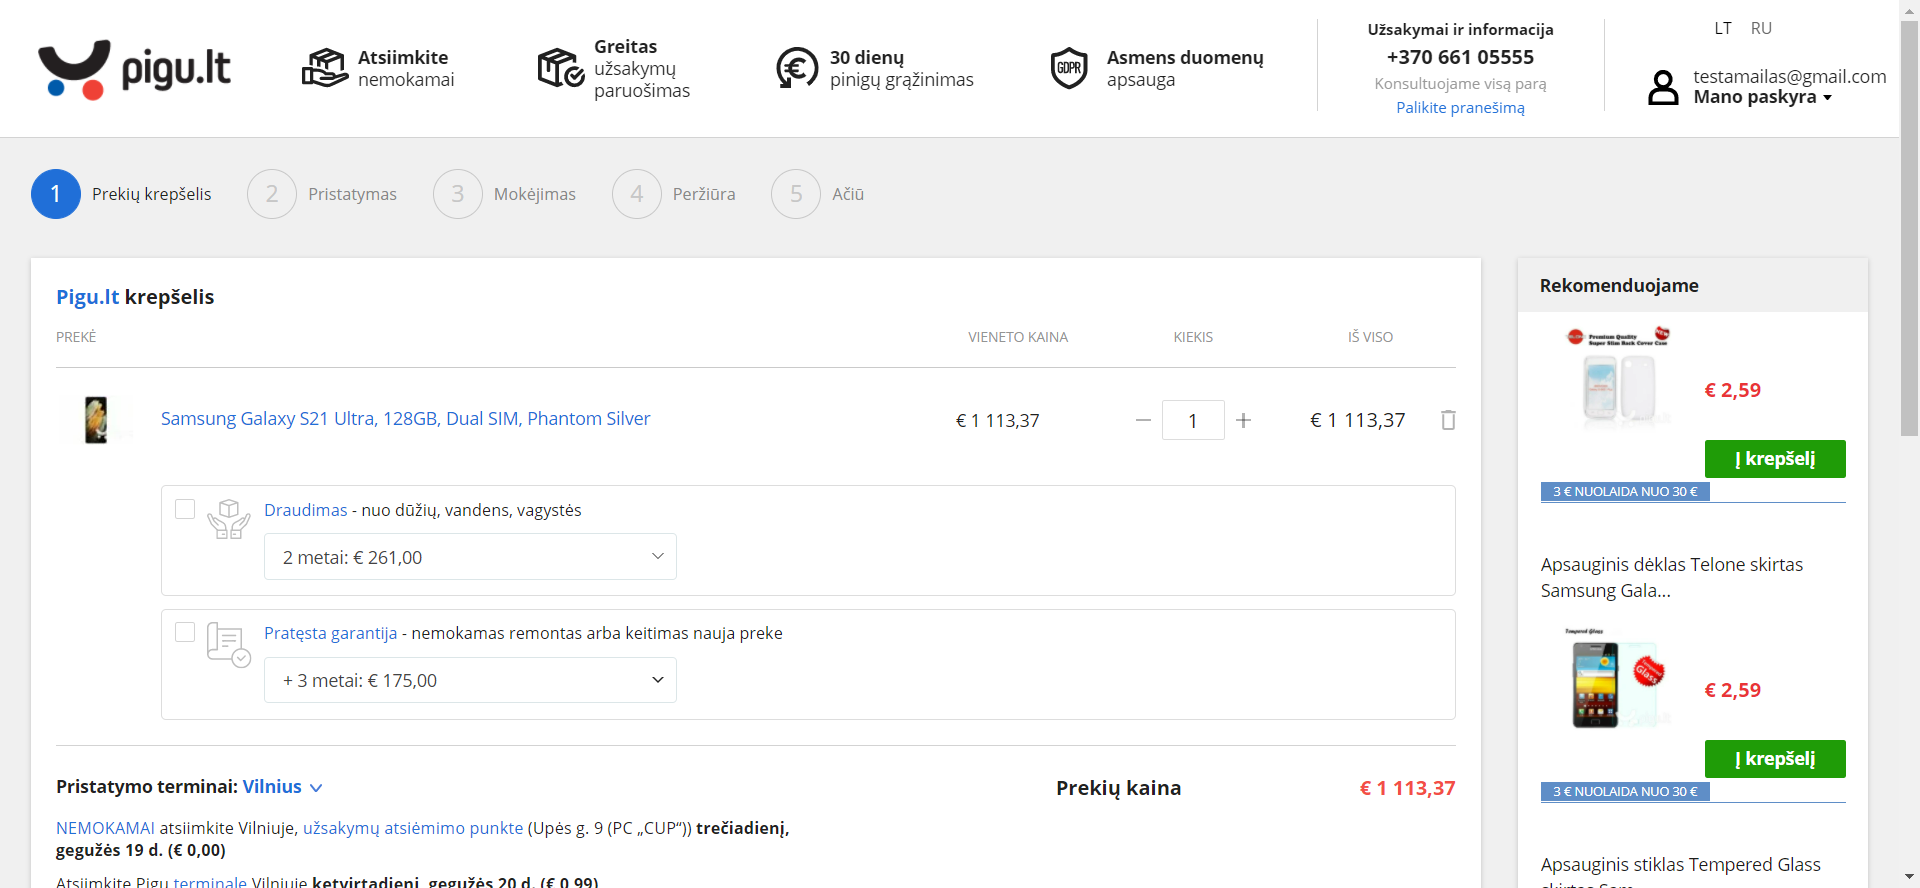 pigu.lt
Atsiimkite
nemokamai
Greitas
užsakymų
paruošimas
30 dienų
pinigų grąžinimas
GDPR
Asmens duomenų
apsauga
Užsakymai ir informacija
+370 661 05555
Konsultuojame visą parą
Palikite pranešimą
LT RU
testamailas@gmail.com
Mano paskyra
1 Prekių krepšelis
2 Pristatymas
3 Mokėjimas
4 Peržiūra
5 Ačiū
Pigu.lt krepšelis
PREKĖ VIENETO KAINA KIEKIS IŠ VISO
Samsung Galaxy S21 Ultra, 128GB, Dual SIM, Phantom Silver € 1 113,37 1 € 1 113,37
Draudimas - nuo dūžių, vandens, vagystės
2 metai: € 261,00
Pratęsta garantija - nemokamas remontas arba keitimas nauja preke
+ 3 metai: € 175,00
Pristatymo terminai: Vilnius
Prekių kaina € 1 113,37
NEMOKAMAI atsiimkite Vilniuje, užsakymų atsiėmimo punkte (Upės g. 9 (PC „CUP“)) trečiadienį,
gegužės 19 d. (€ 0,00)
Atsiimkite Pigu terminale Vilniuje ketvirtadienį, gegužės 20 d. (€ 0,99)
Rekomenduojame
Premium Quality
Super Slim Back Cover Case
NEW
€ 2,59
Į krepšelį
3 € NUOLAIDA NUO 30 €
Apsauginis dėklas Telone skirtas
Samsung Gala...
Tempered Glass
Glass
€ 2,59
Į krepšelį
3 € NUOLAIDA NUO 30 €
Apsauginis stiklas Tempered Glass
skirtas Sam...